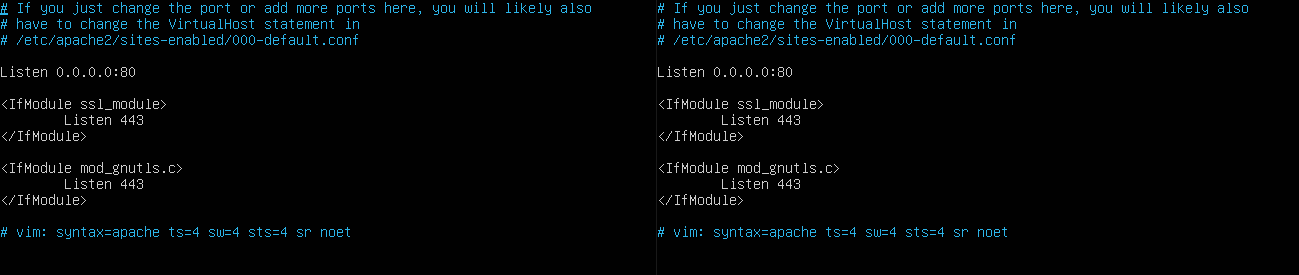 # If you just change the port or add more ports here, you will likely also
# have to change the VirtualHost statement in
# /etc/apache2/sites-enabled/000-default.conf
Listen 0.0.0.0:80
<IfModule ssl_module>
        Listen 443
</IfModule>
<IfModule mod_gnutls.c>
        Listen 443
</IfModule>
# vim: syntax=apache ts=4 sw=4 sts=4 sr noet
# If you just change the port or add more ports here, you will likely also
# have to change the VirtualHost statement in
# /etc/apache2/sites-enabled/000-default.conf
Listen 0.0.0.0:80
<IfModule ssl_module>
        Listen 443
</IfModule>
<IfModule mod_gnutls.c>
        Listen 443
</IfModule>
# vim: syntax=apache ts=4 sw=4 sts=4 sr noet